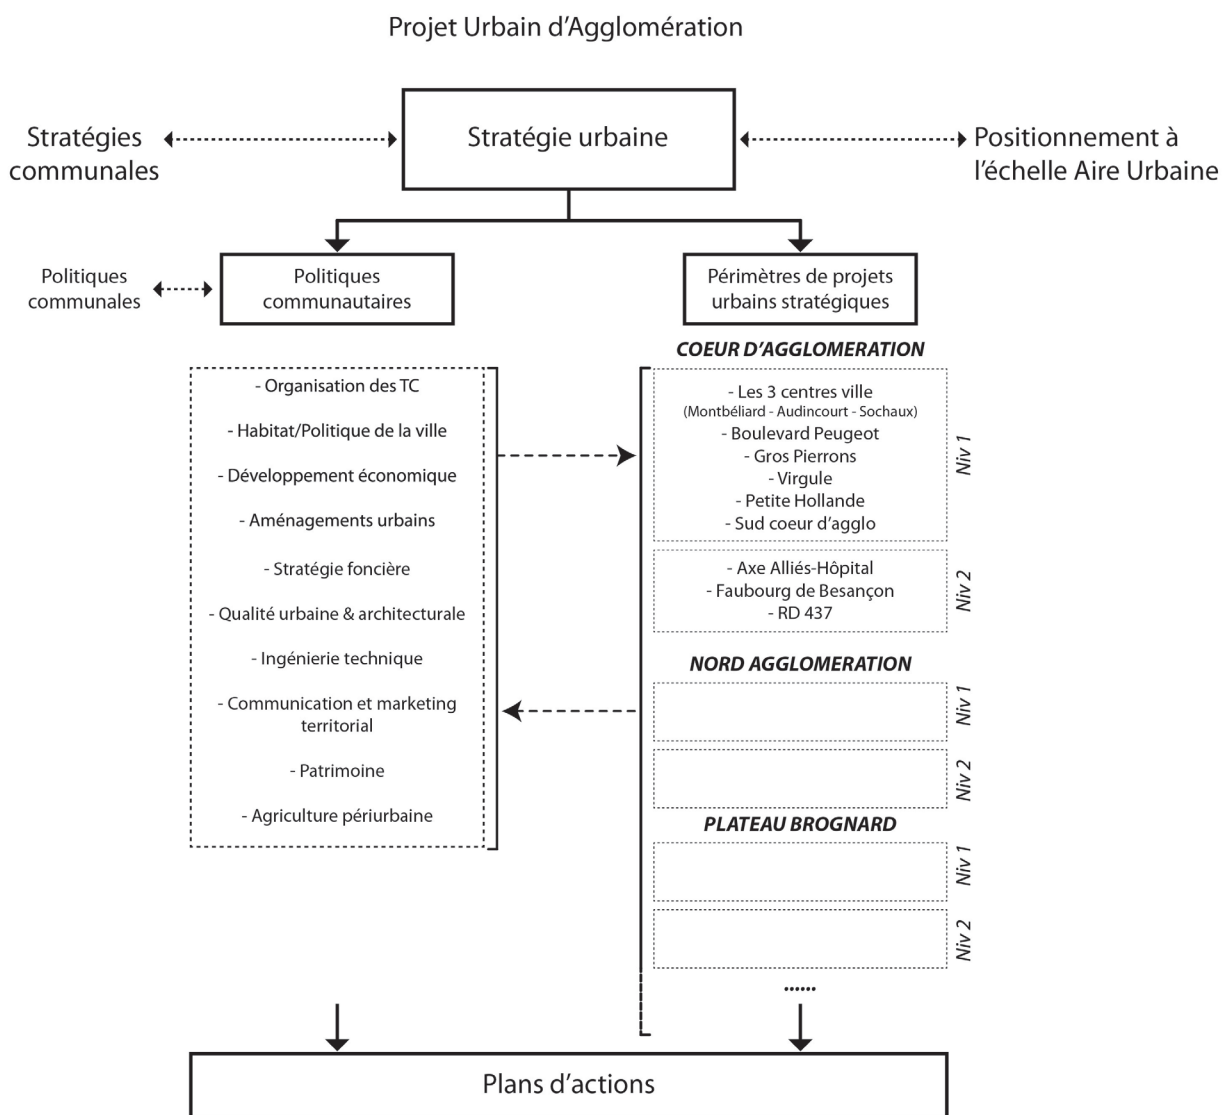 Projet Urbain d'Agglomération
Stratégies
communales
Stratégie urbaine
Positionnement à
l'échelle Aire Urbaine
Politiques
communales
Politiques
communautaires
Périmètres de projets
urbains stratégiques
- Organisation des TC
- Habitat/Politique de la ville
- Développement économique
- Aménagements urbains
- Stratégie foncière
- Qualité urbaine & architecturale
- Ingénierie technique
- Communication et marketing
territorial
- Patrimoine
- Agriculture périurbaine
COEUR D'AGGLOMERATION
- Les 3 centres ville
(Montbéliard - Audincourt - Sochaux)
- Boulevard Peugeot
- Gros Pierrons
- Virgule
- Petite Hollande
- Sud coeur d'agglo
Niv 1
- Axe Alliés-Hôpital
- Faubourg de Besançon
- RD 437
Niv 2
NORD AGGLOMERATION
Niv 1
Niv 2
PLATEAU BROGNARD
Niv 1
Niv 2
......
Plans d'actions